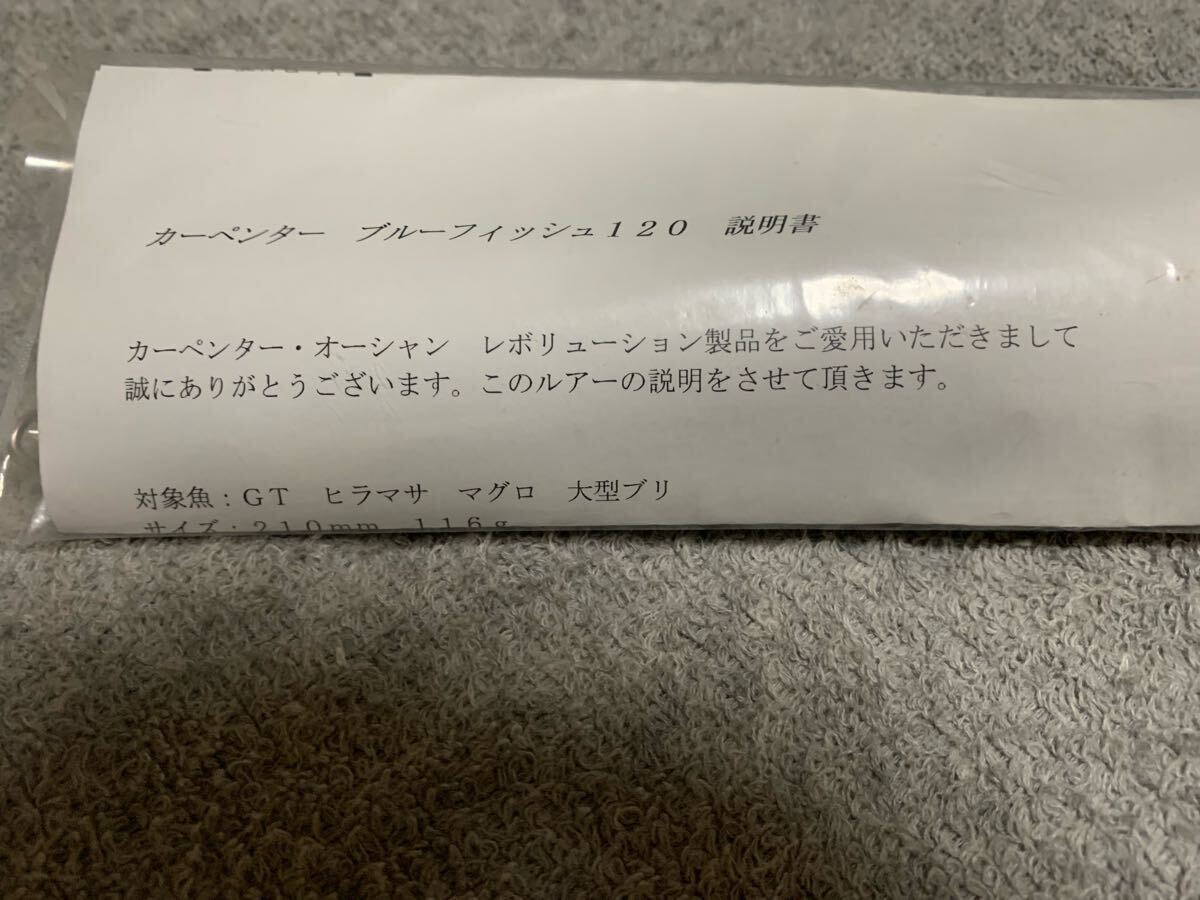 カーペンター　ブルーフィッシュ１２０　説明書
カーペンター・オーシャン　レボリューション製品をご愛用いただきまして
誠にありがとうございます。このルアーの説明をさせて頂きます。
対象魚：ＧＴ　ヒラマサ　マグロ　大型ブリ
サイズ：２１０ｍｍ　１１６ｇ